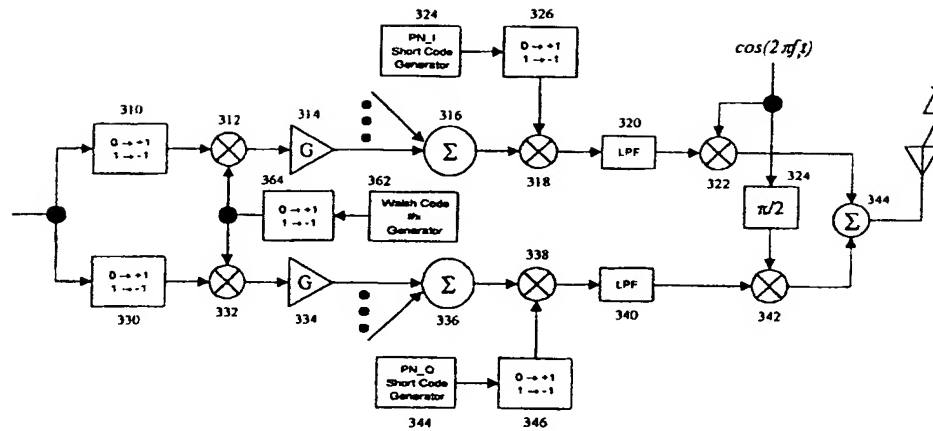 324
326
PN_I
Short Code
Generator
0 → +1
1 → -1
cos(2πfct)
310
312
314
316
320
0 → +1
1 → -1
G
Σ
318
LPF
322
324
364
362
0 → +1
1 → -1
Walsh Code
#n
Generator
π/2
344
Σ
338
0 → +1
1 → -1
G
Σ
LPF
330
332
334
336
340
342
PN_Q
Short Code
Generator
0 → +1
1 → -1
344
346